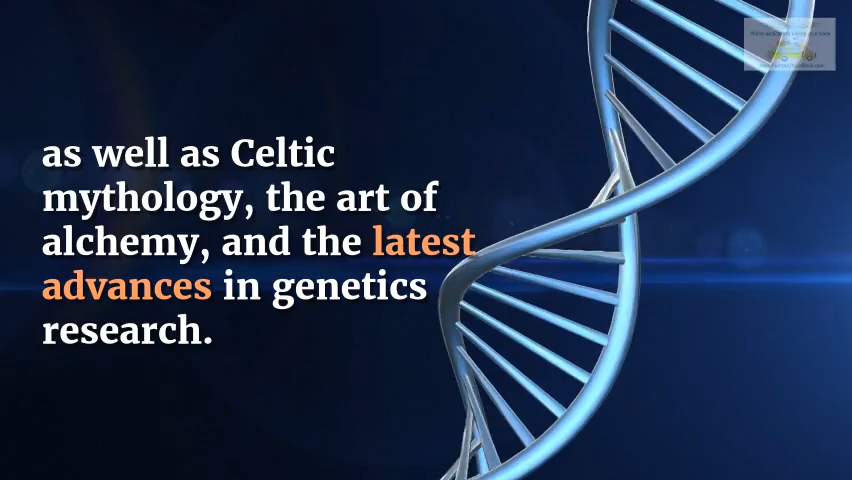 as well as Celtic
mythology, the art of
alchemy, and the latest
advances in genetics
research.